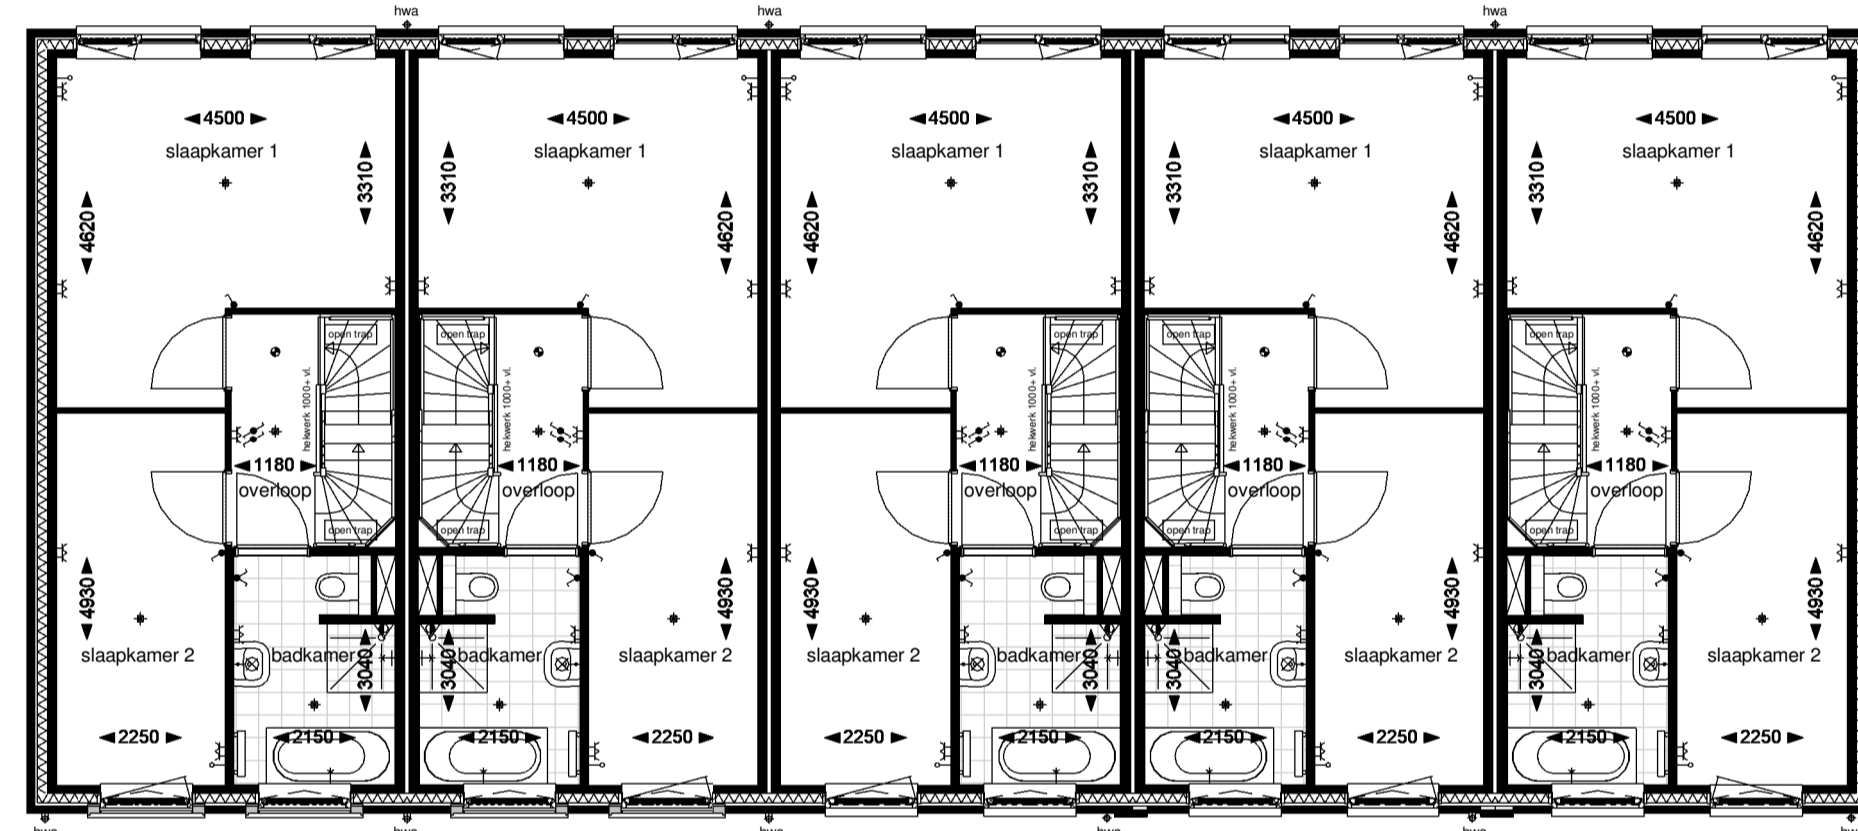 hwa hwa hwa
4500 4500 4500 4500 4500
slaapkamer 1 slaapkamer 1 slaapkamer 1 slaapkamer 1 slaapkamer 1
3310 3310 3310 3310 3310
4620 4620 4620 4620 4620
open trap open trap open trap open trap open trap
hekwerk 1000+ vl. hekwerk 1000+ vl. hekwerk 1000+ vl. hekwerk 1000+ vl. hekwerk 1000+ vl.
1180 1180 1180 1180 1180
overloop overloop overloop overloop overloop
open trap open trap open trap open trap open trap
4930 4930 4930 4930 4930
slaapkamer 2 badkamer badkamer slaapkamer 2 slaapkamer 2 badkamer badkamer slaapkamer 2 badkamer slaapkamer 2
3040 3040 3040 3040 3040
2250 2150 2150 2250 2250 2150 2150 2250 2150 2250
hwa hwa hwa hwa hwa hwa